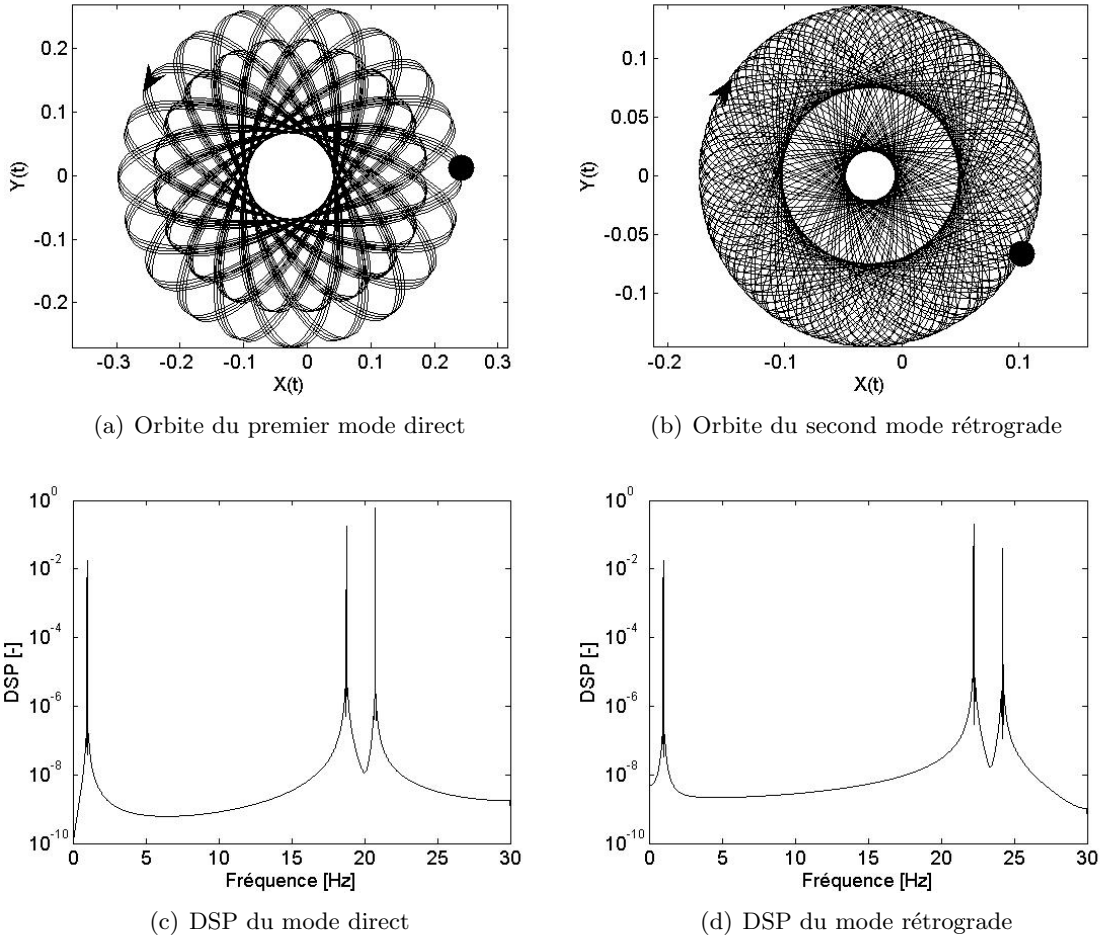 0.2
0.1
0
-0.1
-0.2
Y(t)
-0.3 -0.2 -0.1 0 0.1 0.2 0.3
X(t)
(a) Orbite du premier mode direct
0.1
0.05
0
-0.05
-0.1
Y(t)
-0.2 -0.1 0 0.1
X(t)
(b) Orbite du second mode rétrograde
10^0
10^-2
10^-4
10^-6
10^-8
10^-10
DSP [-]
0 5 10 15 20 25 30
Fréquence [Hz]
(c) DSP du mode direct
10^0
10^-2
10^-4
10^-6
10^-8
10^-10
DSP [-]
0 5 10 15 20 25 30
Fréquence [Hz]
(d) DSP du mode rétrograde